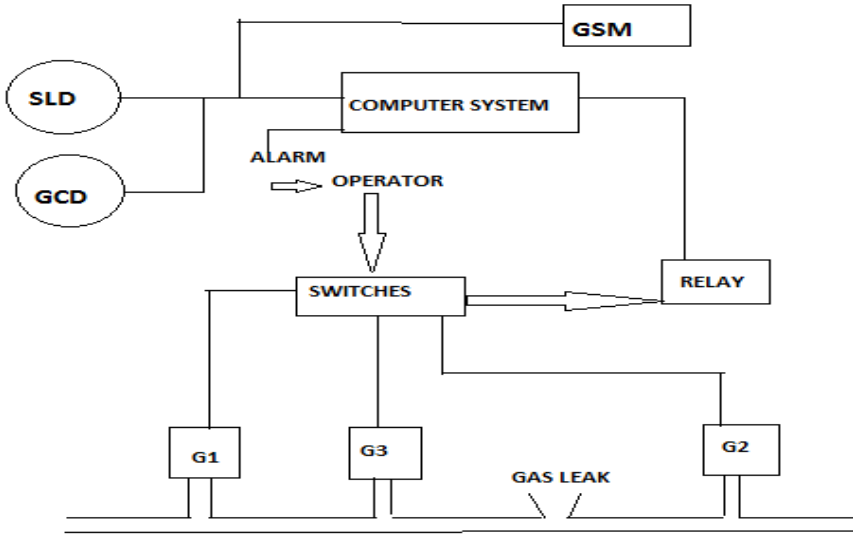 GSM
SLD
COMPUTER SYSTEM
ALARM
OPERATOR
GCD
SWITCHES
RELAY
G1
G3
G2
GAS LEAK